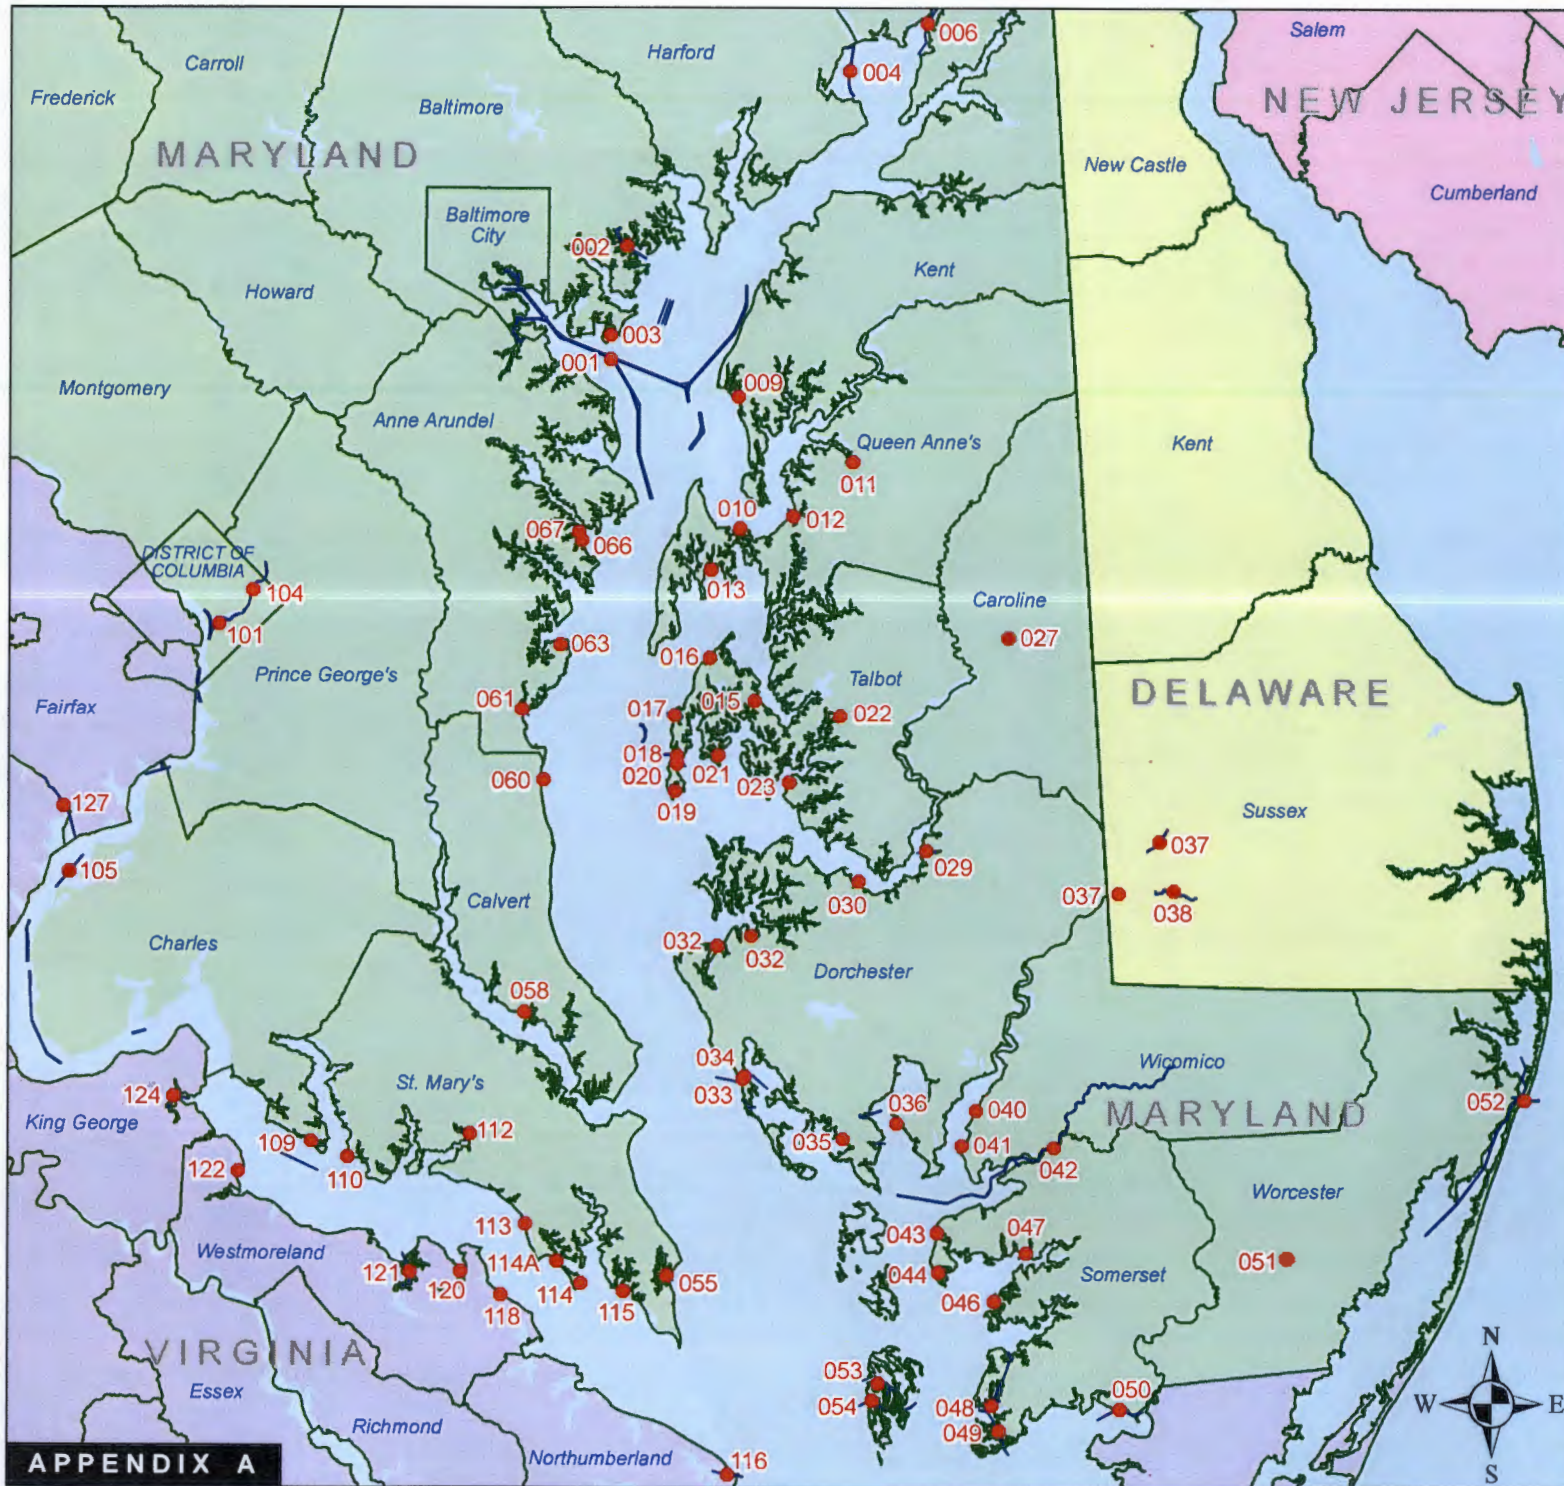 Salem
006
Harford
Carroll
004
Frederick
NEW JERSEY
Baltimore
MARYLAND
New Castle
Cumberland
Baltimore
City
002
Kent
Howard
003
001
009
Montgomery
Anne Arundel
Queen Anne's
Kent
011
010
012
067
066
DISTRICT OF
COLUMBIA
013
104
Caroline
101
027
063
016
Prince George's
Talbot
DELAWARE
061
015
Fairfax
017
022
018
020
021
060
023
019
127
Sussex
037
029
105
030
037
038
Calvert
Charles
032
032
Dorchester
058
034
Wicomico
St. Mary's
033
124
036
040
MARYLAND
052
King George
112
109
035
041
110
042
122
Worcester
113
043
047
Westmoreland
114A
051
121
044
Somerset
120
114
055
118
115
046
VIRGINIA
N
053
Essex
050
054
048
W
E
Richmond
049
Northumberland
APPENDIX A
116
S